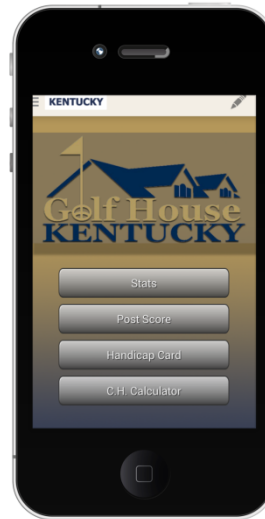 KENTUCKY
Golf House
KENTUCKY
Stats
Post Score
Handicap Card
C.H. Calculator